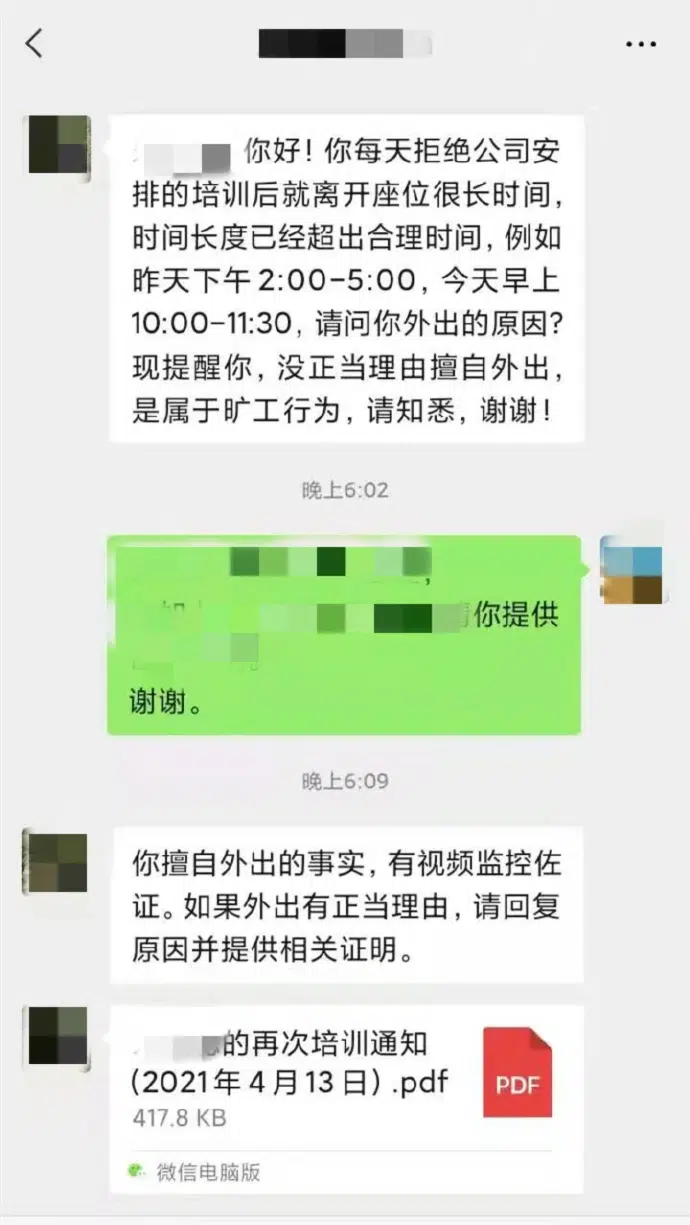 你好！你每天拒绝公司安
排的培训后就离开座位很长时间，
时间长度已经超出合理时间，例如
昨天下午2:00-5:00，今天早上
10:00-11:30，请问你外出的原因？
现提醒你，没正当理由擅自外出，
是属于旷工行为，请知悉，谢谢！
晚上6:02
你提供
谢谢。
晚上6:09
你擅自外出的事实，有视频监控佐
证。如果外出有正当理由，请回复
原因并提供相关证明。
的再次培训通知
(2021年4月13日) .pdf
PDF
417.8 KB
微信电脑版